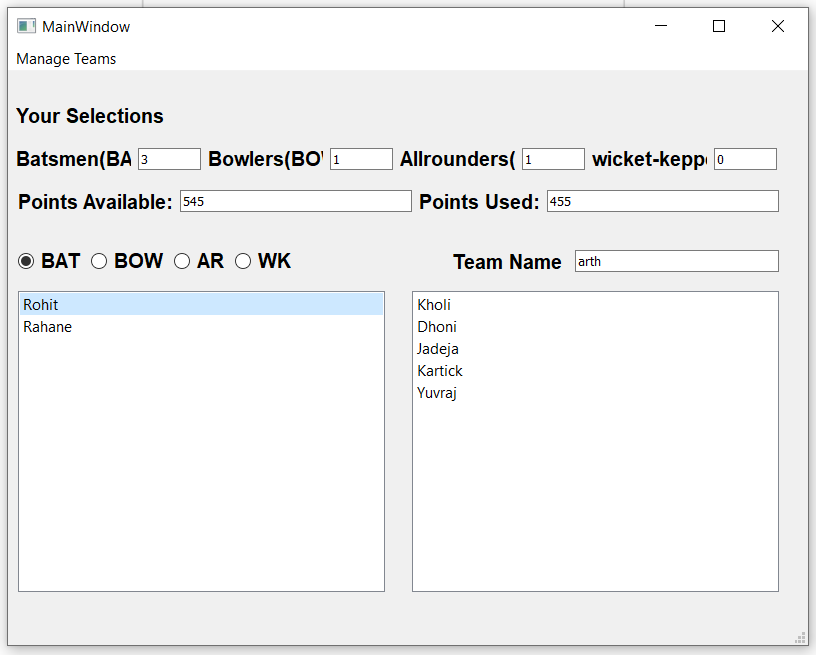 MainWindow
Manage Teams
Your Selections
Batsmen(BA 3 Bowlers(BO 1 Allrounders( 1 wicket-kepp 0
Points Available: 545 Points Used: 455
BAT BOW AR WK Team Name arth
Rohit Kholi
Rahane Dhoni
Jadeja
Kartick
Yuvraj